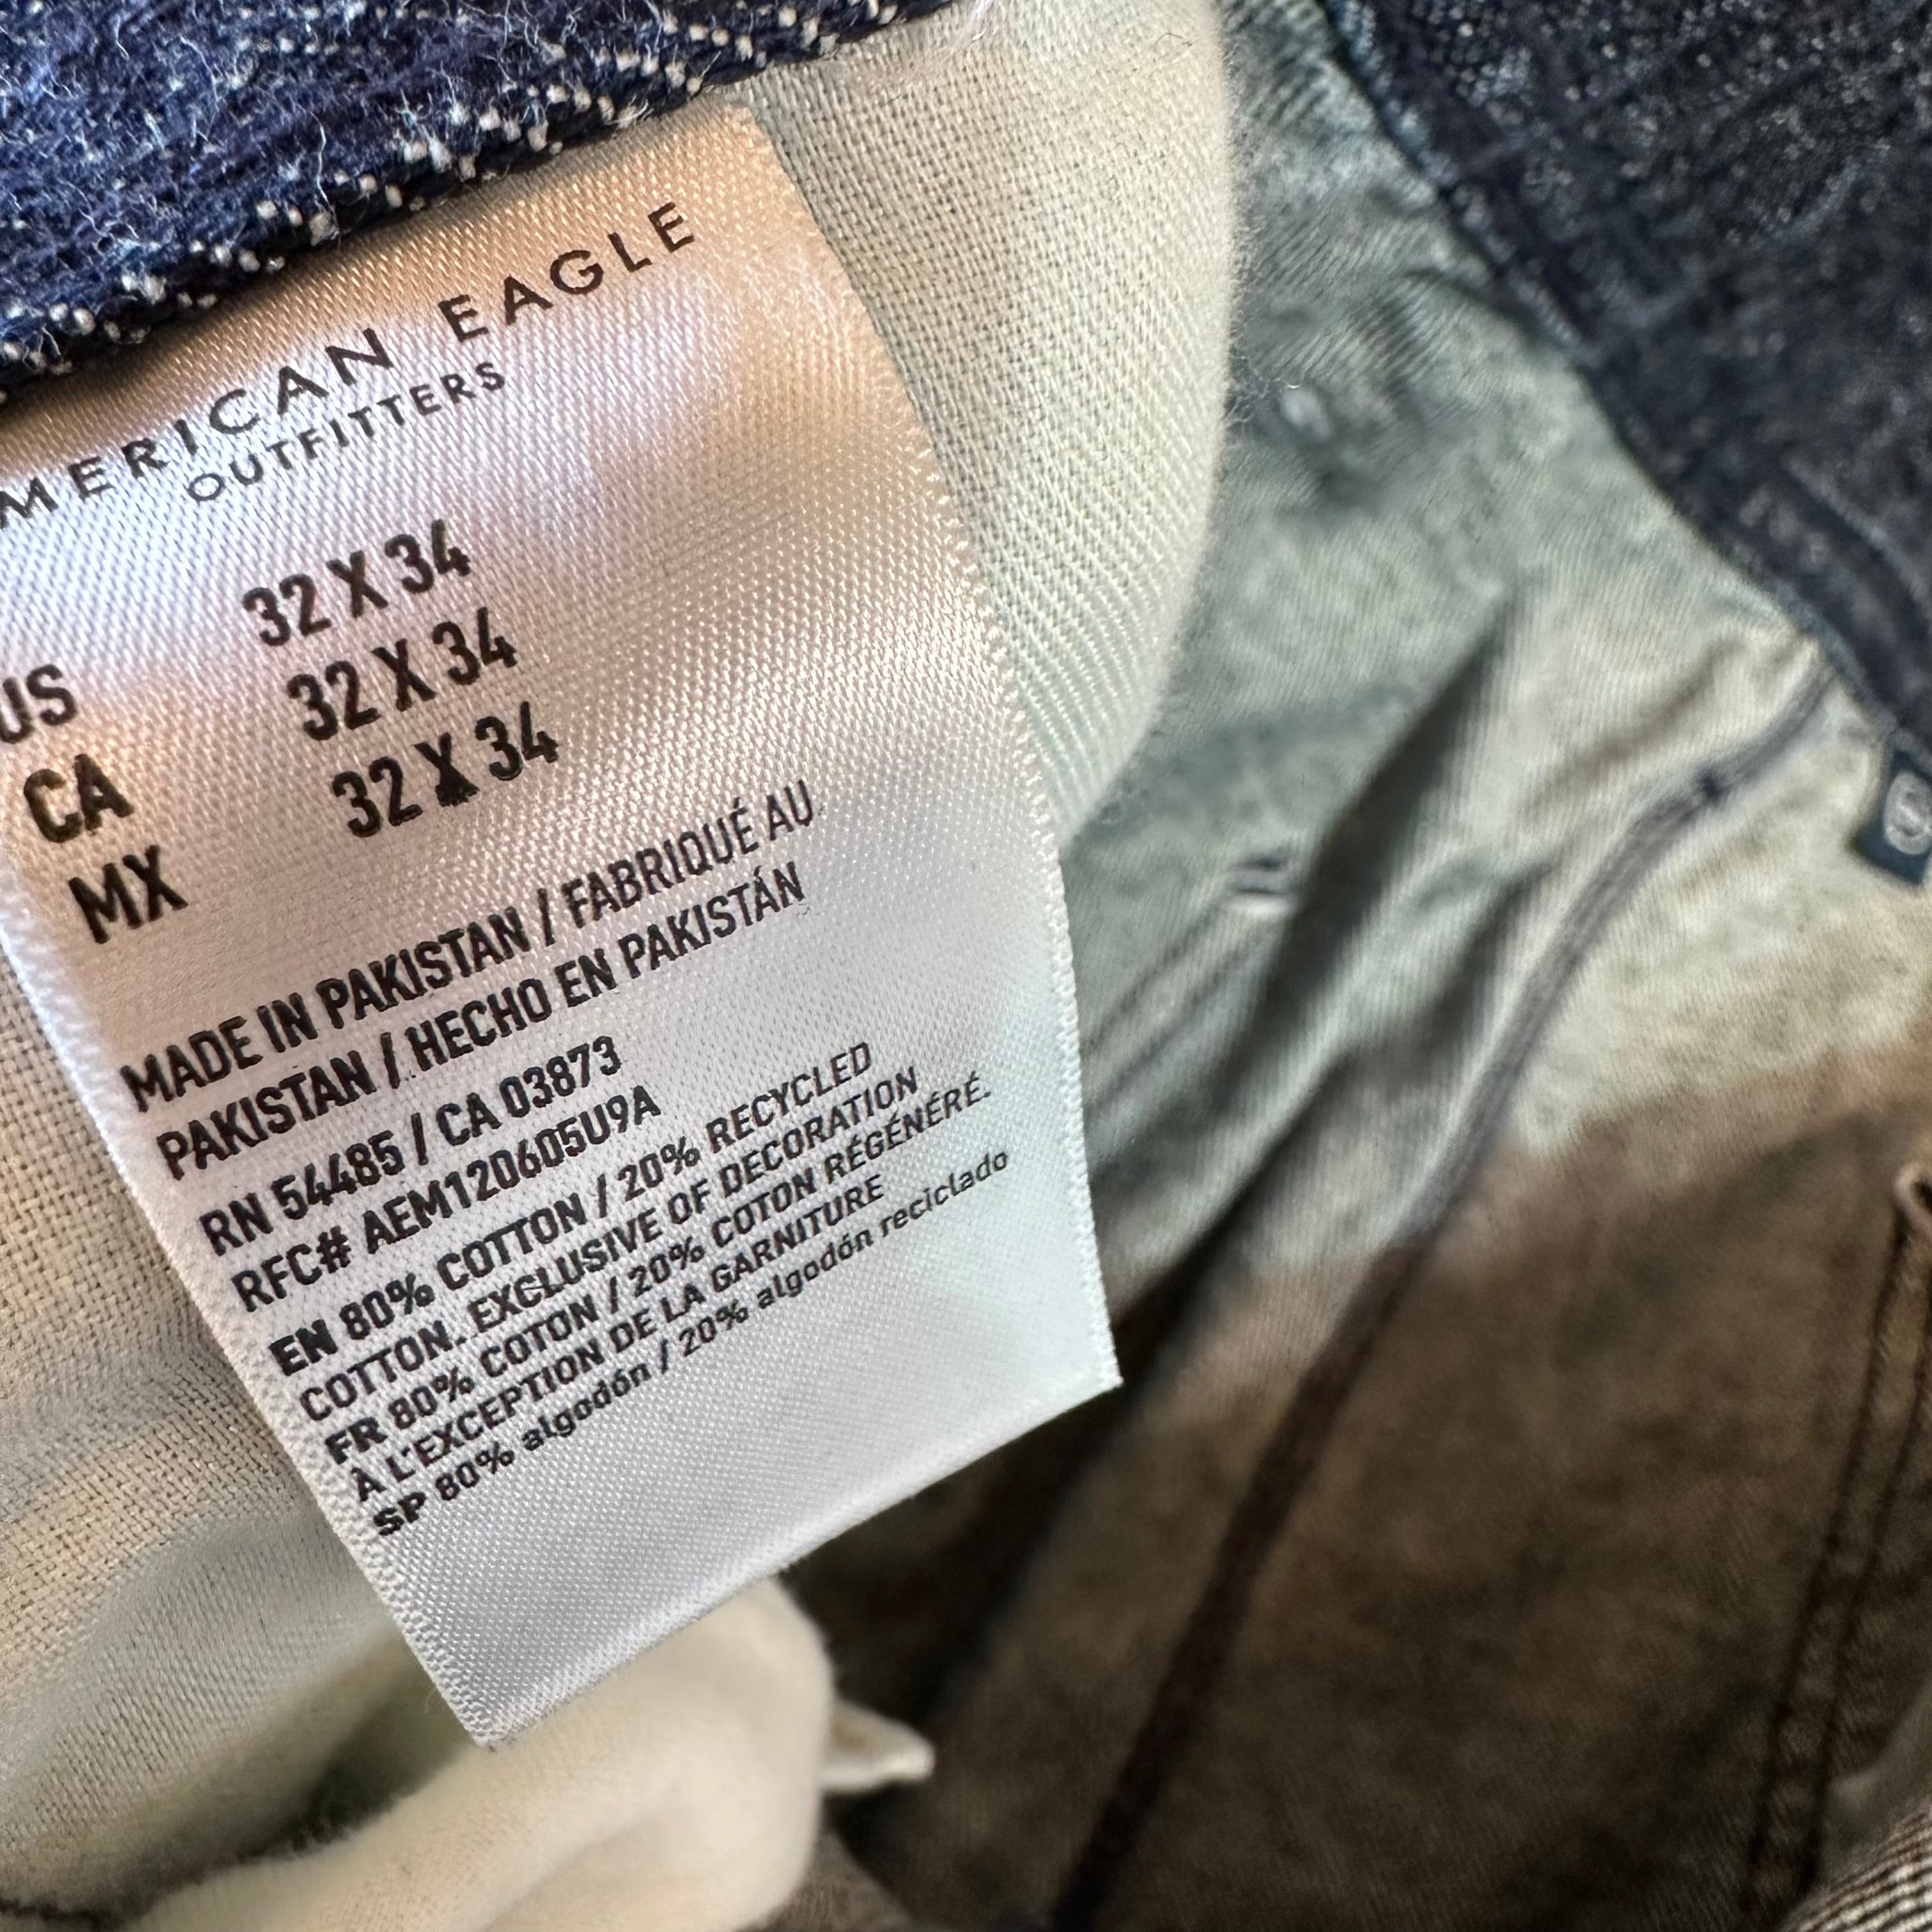 MERICAN EAGLE
OUTFITTERS
US 32 X 34
CA 32 X 34
MX 32 X 34
MADE IN PAKISTAN / FABRIQUÉ AU
PAKISTAN / HECHO EN PAKISTÁN
RN 54485 / CA 03873
RFC# AEM120605U9A
EN 80% COTTON / 20% RECYCLED
COTTON. EXCLUSIVE OF DECORATION
FR 80% COTON / 20% COTON RÉGÉNÉRÉ.
À L'EXCEPTION DE LA GARNITURE
SP 80% algodón / 20% algodón reciclado